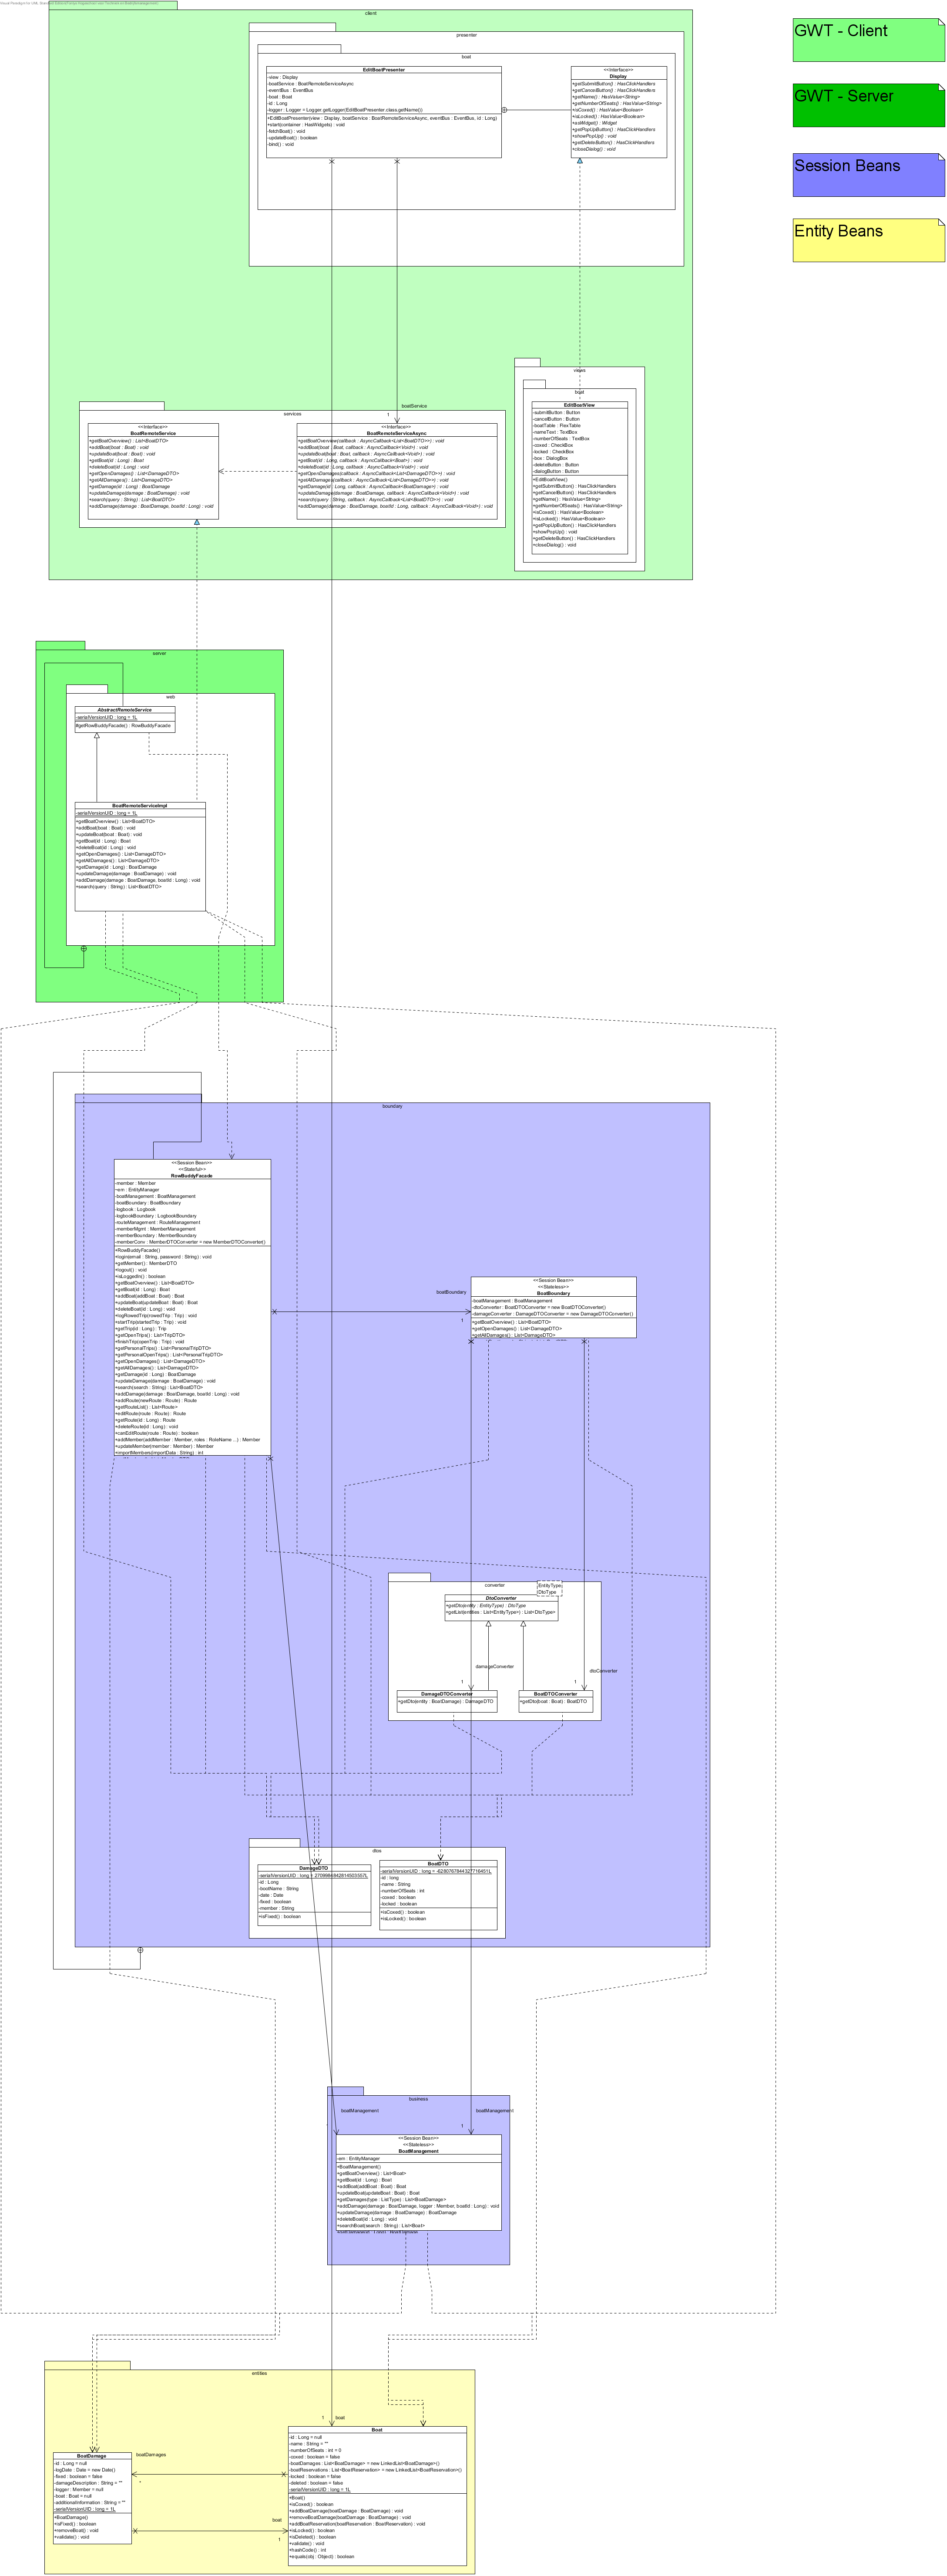 client
presenter
boat
EditBoatPresenter
-view : Display
-boatService : BoatRemoteServiceAsync
-eventBus : EventBus
-boat : Boat
-id : Long
-logger : Logger = Logger.getLogger(EditBoatPresenter.class.getName())
+EditBoatPresenter(view : Display, boatService : BoatRemoteServiceAsync, eventBus : EventBus, id : Long)
+start(container : HasWidgets) : void
-fetchBoat() : void
-updateBoat() : boolean
-bind() : void
<<Interface>>
Display
+getSubmitButton() : HasClickHandlers
+getCancelButton() : HasClickHandlers
+getName() : HasValue<String>
+getNumberOfSeats() : HasValue<String>
+isCoxed() : HasValue<Boolean>
+isLocked() : HasValue<Boolean>
+asWidget() : Widget
+getPopUpButton() : HasClickHandlers
+showPopUp() : void
+getDeleteButton() : HasClickHandlers
+closeDialog() : void
GWT - Client
GWT - Server
Session Beans
Entity Beans
views
boat
EditBoatView
-submitButton : Button
-cancelButton : Button
-boatTable : FlexTable
-nameText : TextBox
-numberOfSeats : TextBox
-coxed : CheckBox
-locked : CheckBox
-box : DialogBox
-deleteButton : Button
-dialogButton : Button
+EditBoatView()
+getSubmitButton() : HasClickHandlers
+getCancelButton() : HasClickHandlers
+getName() : HasValue<String>
+getNumberOfSeats() : HasValue<String>
+isCoxed() : HasValue<Boolean>
+isLocked() : HasValue<Boolean>
+getPopUpButton() : HasClickHandlers
+showPopUp() : void
+getDeleteButton() : HasClickHandlers
+closeDialog() : void
boatService
1
services
<<Interface>>
BoatRemoteService
+getBoatOverview() : List<BoatDTO>
+addBoat(boat : Boat) : void
+updateBoat(boat : Boat) : void
+getBoat(id : Long) : Boat
+deleteBoat(id : Long) : void
+getOpenDamages() : List<DamageDTO>
+getAllDamages() : List<DamageDTO>
+getDamage(id : Long) : BoatDamage
+updateDamage(damage : BoatDamage) : void
+search(query : String) : List<BoatDTO>
+addDamage(damage : BoatDamage, boatId : Long) : void
<<Interface>>
BoatRemoteServiceAsync
+getBoatOverview(callback : AsyncCallback<List<BoatDTO>>) : void
+addBoat(boat : Boat, callback : AsyncCallback<Void>) : void
+updateBoat(boat : Boat, callback : AsyncCallback<Void>) : void
+getBoat(id : Long, callback : AsyncCallback<Boat>) : void
+deleteBoat(id : Long, callback : AsyncCallback<Void>) : void
+getOpenDamages(callback : AsyncCallback<List<DamageDTO>>) : void
+getAllDamages(callback : AsyncCallback<List<DamageDTO>>) : void
+getDamage(id : Long, callback : AsyncCallback<BoatDamage>) : void
+updateDamage(damage : BoatDamage, callback : AsyncCallback<Void>) : void
+search(query : String, callback : AsyncCallback<List<BoatDTO>>) : void
+addDamage(damage : BoatDamage, boatId : Long, callback : AsyncCallback<Void>) : void
server
web
AbstractRemoteService
-serialVersionUID : long = 1L
#getRowBuddyFacade() : RowBuddyFacade
BoatRemoteServiceImpl
-serialVersionUID : long = 1L
+getBoatOverview() : List<BoatDTO>
+addBoat(boat : Boat) : void
+updateBoat(boat : Boat) : void
+getBoat(id : Long) : Boat
+deleteBoat(id : Long) : void
+getOpenDamages() : List<DamageDTO>
+getAllDamages() : List<DamageDTO>
+getDamage(id : Long) : BoatDamage
+updateDamage(damage : BoatDamage) : void
+addDamage(damage : BoatDamage, boatId : Long) : void
+search(query : String) : List<BoatDTO>
boundary
<<Session Bean>>
<<Stateful>>
RowBuddyFacade
-member : Member
~em : EntityManager
-boatManagement : BoatManagement
-boatBoundary : BoatBoundary
-logbook : Logbook
-logbookBoundary : LogbookBoundary
-routeManagement : RouteManagement
-memberMgmt : MemberManagement
-memberBoundary : MemberBoundary
-memberConv : MemberDTOConverter = new MemberDTOConverter()
+RowBuddyFacade()
+login(email : String, password : String) : void
+getMember() : MemberDTO
+logout() : void
+isLoggedIn() : boolean
+getBoatOverview() : List<BoatDTO>
+getBoat(id : Long) : Boat
+addBoat(addBoat : Boat) : Boat
+updateBoat(updateBoat : Boat) : Boat
+deleteBoat(id : Long) : void
+logRowedTrip(rowedTrip : Trip) : void
+startTrip(startedTrip : Trip) : void
+getTrip(id : Long) : Trip
+getOpenTrips() : List<TripDTO>
+finishTrip(openTrip : Trip) : void
+getPersonalTrips() : List<PersonalTripDTO>
+getPersonalOpenTrips() : List<PersonalTripDTO>
+getOpenDamages() : List<DamageDTO>
+getAllDamages() : List<DamageDTO>
+getDamage(id : Long) : BoatDamage
+updateDamage(damage : BoatDamage) : void
+search(search : String) : List<BoatDTO>
+addDamage(damage : BoatDamage, boatId : Long) : void
+addRoute(newRoute : Route) : Route
+getRouteList() : List<Route>
+editRoute(route : Route) : Route
+getRoute(id : Long) : Route
+deleteRoute(id : Long) : void
+canEditRoute(route : Route) : boolean
+addMember(addMember : Member, roles : RoleName ...) : Member
+updateMember(member : Member) : Member
+importMembers(importData : String) : int
boatBoundary
1
<<Session Bean>>
<<Stateless>>
BoatBoundary
-boatManagement : BoatManagement
-dtoConverter : BoatDTOConverter = new BoatDTOConverter()
-damageConverter : DamageDTOConverter = new DamageDTOConverter()
+getBoatOverview() : List<BoatDTO>
+getOpenDamages() : List<DamageDTO>
+getAllDamages() : List<DamageDTO>
converter
EntityType
DtoType
DtoConverter
+getDto(entity : EntityType) : DtoType
+getList(entities : List<EntityType>) : List<DtoType>
damageConverter
1
dtoConverter
1
DamageDTOConverter
+getDto(entity : BoatDamage) : DamageDTO
BoatDTOConverter
+getDto(boat : Boat) : BoatDTO
dtos
DamageDTO
-id : Long
-boatName : String
-date : Date
-fixed : boolean
-member : String
+isFixed() : boolean
BoatDTO
-id : long
-name : String
-numberOfSeats : int
-coxed : boolean
-locked : boolean
+isCoxed() : boolean
+isLocked() : boolean
business
boatManagement
boatManagement
1
<<Session Bean>>
<<Stateless>>
BoatManagement
~em : EntityManager
+BoatManagement()
+getBoatOverview() : List<Boat>
+getBoat(id : Long) : Boat
+addBoat(addBoat : Boat) : Boat
+updateBoat(updateBoat : Boat) : Boat
+getDamages(type : ListType) : List<BoatDamage>
+addDamage(damage : BoatDamage, logger : Member, boatId : Long) : void
+updateDamage(damage : BoatDamage) : BoatDamage
+deleteBoat(id : Long) : void
+searchBoat(search : String) : List<Boat>
entities
1
boat
BoatDamage
-id : Long = null
-logDate : Date = new Date()
-fixed : boolean = false
-damageDescription : String = ""
-logger : Member = null
-boat : Boat = null
-additionalInformation : String = ""
-serialVersionUID : long = 1L
+BoatDamage()
+isFixed() : boolean
+removeBoat() : void
+validate() : void
boatDamages
*
boat
1
Boat
-id : Long = null
-name : String = ""
-numberOfSeats : int = 0
-coxed : boolean = false
-boatDamages : List<BoatDamage> = new LinkedList<BoatDamage>()
-boatReservations : List<BoatReservation> = new LinkedList<BoatReservation>()
-locked : boolean = false
-deleted : boolean = false
-serialVersionUID : long = 1L
+Boat()
+isCoxed() : boolean
+addBoatDamage(boatDamage : BoatDamage) : void
+removeBoatDamage(boatDamage : BoatDamage) : void
+addBoatReservation(boatReservation : BoatReservation) : void
+isLocked() : boolean
+isDeleted() : boolean
+validate() : void
+hashCode() : int
+equals(obj : Object) : boolean